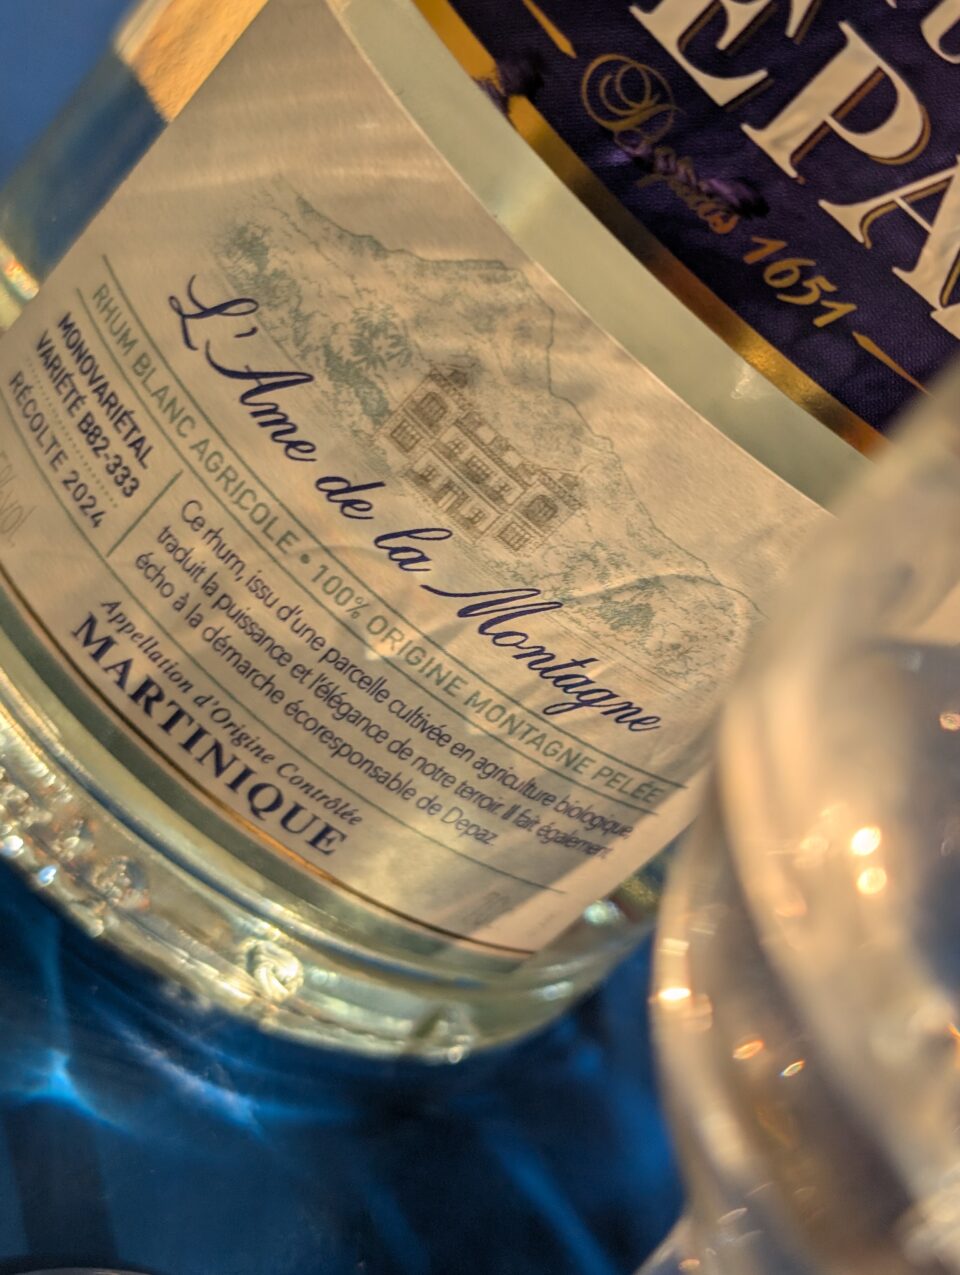 Depuis 1651
L'Ame de la Montagne
RHUM BLANC AGRICOLE • 100% ORIGINE MONTAGNE PELÉE
MONOVARIÉTAL
VARIÉTÉ B82-333
RÉCOLTE 2024
Ce rhum, issu d'une parcelle cultivée en agriculture biologique,
traduit la puissance et l'élégance de notre terroir. Il fait également
écho à la démarche écoresponsable de Depaz.
Appellation d'Origine Contrôlée
MARTINIQUE